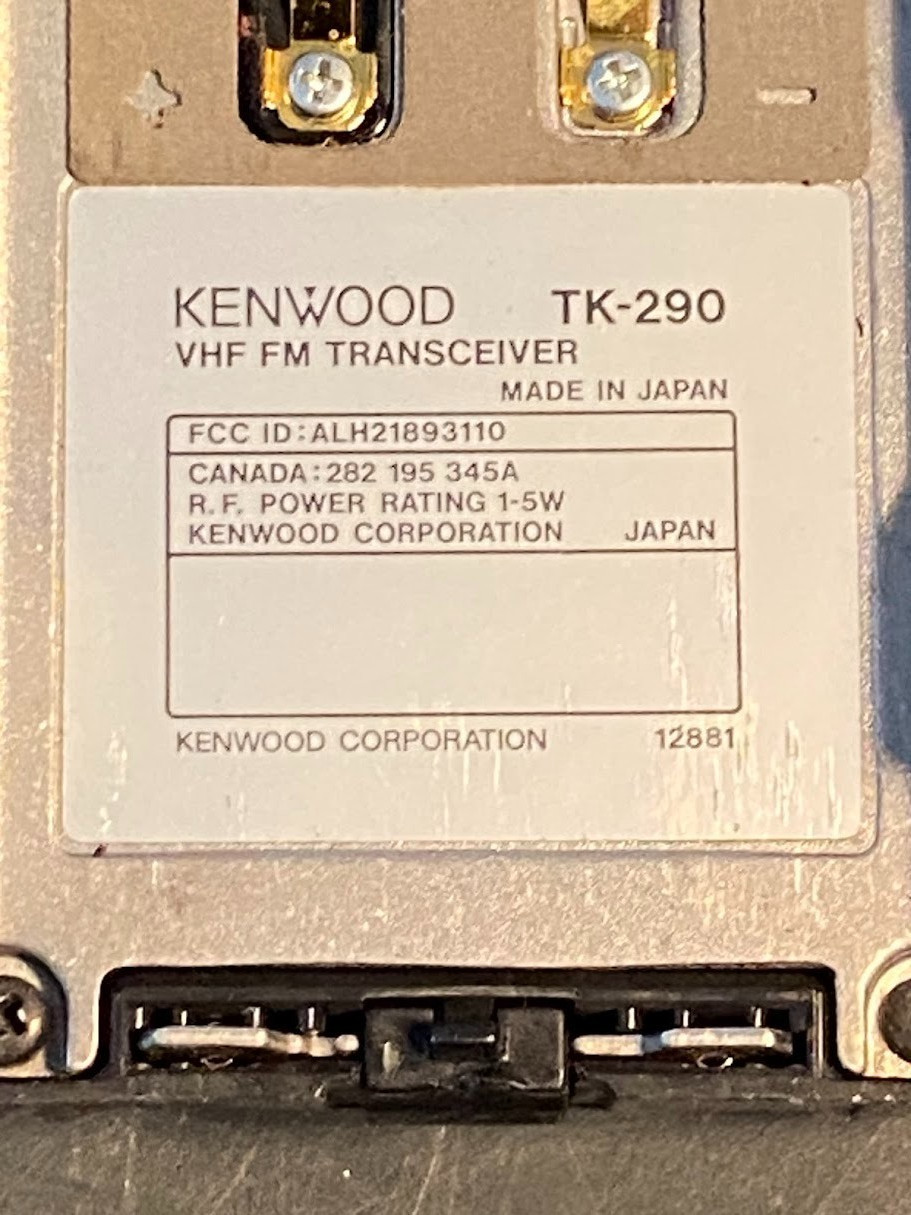 + -
KENWOOD TK-290
VHF FM TRANSCEIVER
MADE IN JAPAN
FCC ID:ALH21893110
CANADA:282 195 345A
R.F. POWER RATING 1-5W
KENWOOD CORPORATION JAPAN
KENWOOD CORPORATION 12881